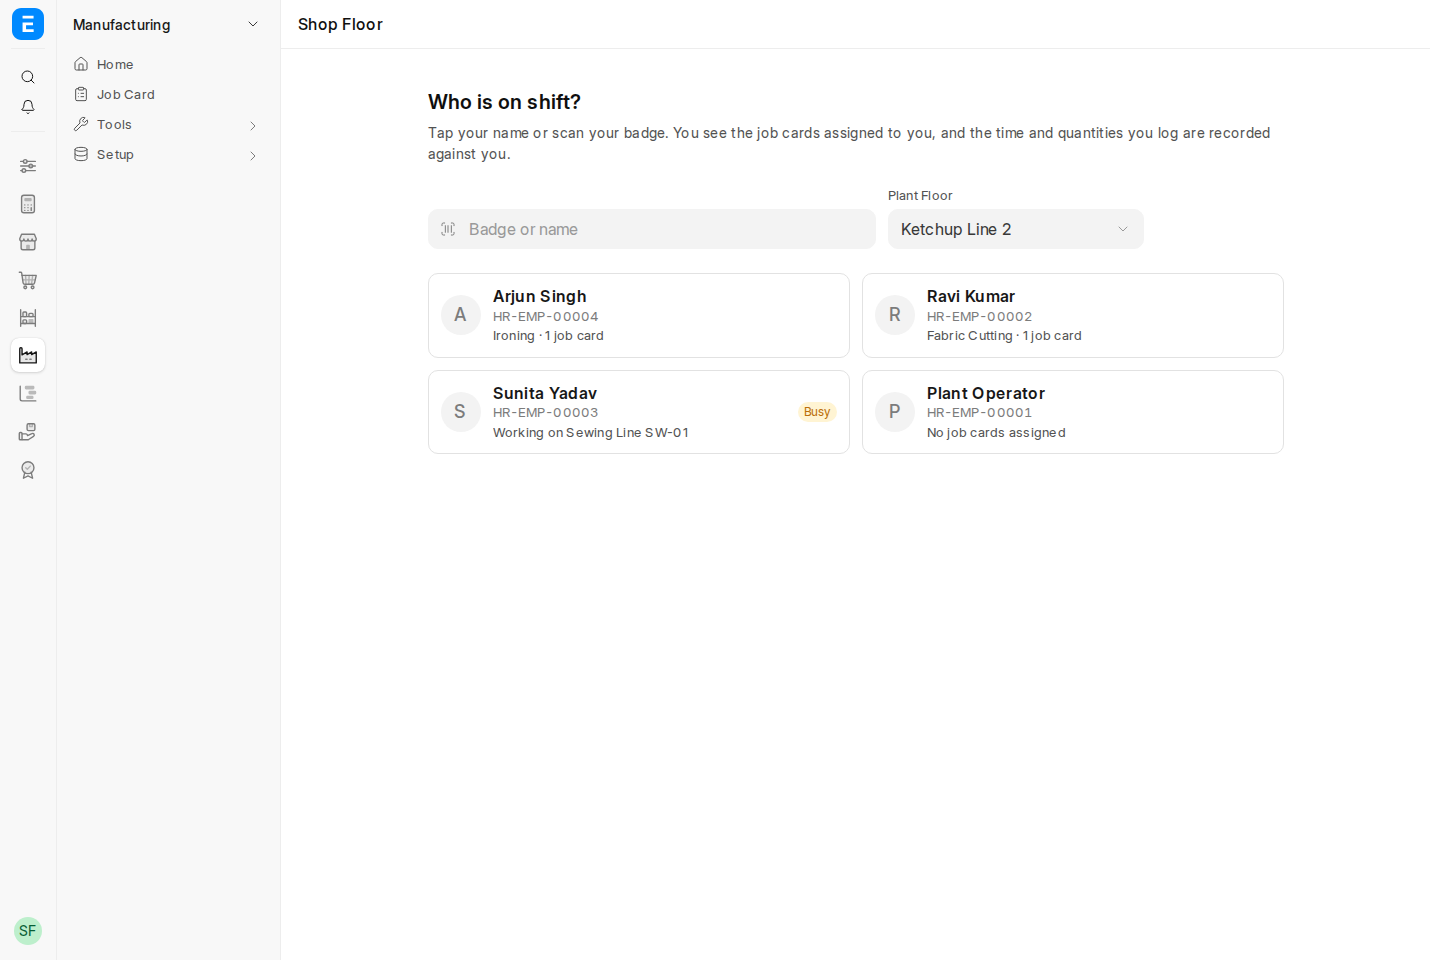 Manufacturing
Home
Job Card
Tools
Setup
SF
Shop Floor
Who is on shift?
Tap your name or scan your badge. You see the job cards assigned to you, and the time and quantities you log are recorded
against you.
Badge or name
Plant Floor
Ketchup Line 2
A
Arjun Singh
HR-EMP-00004
Ironing · 1 job card
R
Ravi Kumar
HR-EMP-00002
Fabric Cutting · 1 job card
S
Sunita Yadav
HR-EMP-00003
Working on Sewing Line SW-01
Busy
P
Plant Operator
HR-EMP-00001
No job cards assigned